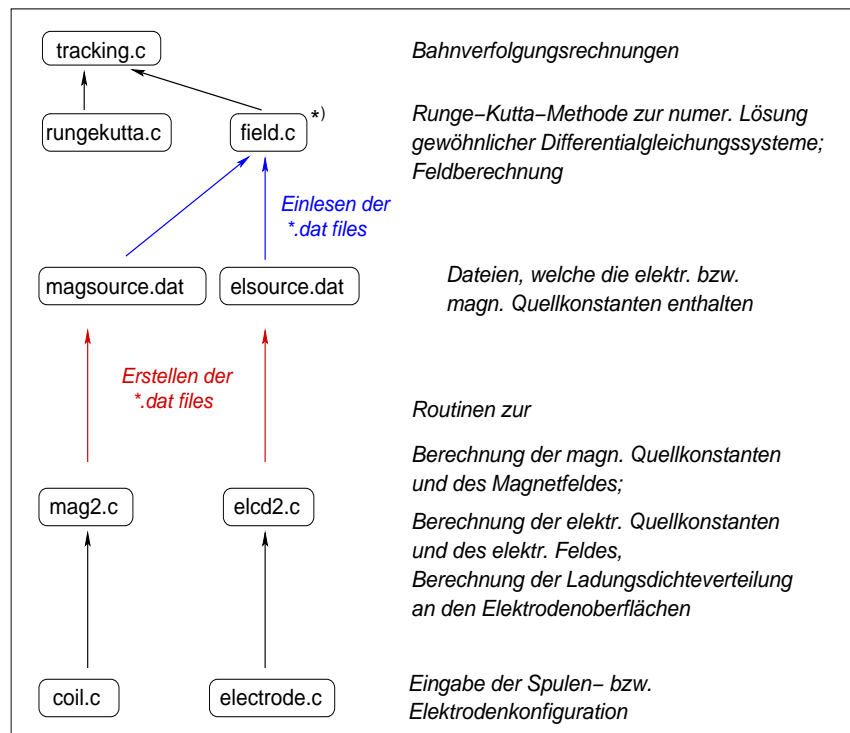 tracking.c
Bahnverfolgungsrechnungen
rungekutta.c
field.c
*)
Runge−Kutta−Methode zur numer. Lösung
gewöhnlicher Differentialgleichungssysteme;
Feldberechnung
Einlesen der
*.dat files
magsource.dat
elsource.dat
Dateien, welche die elektr. bzw.
magn. Quellkonstanten enthalten
Erstellen der
*.dat files
Routinen zur
Berechnung der magn. Quellkonstanten
und des Magnetfeldes;
mag2.c
elcd2.c
Berechnung der elektr. Quellkonstanten
und des elektr. Feldes,
Berechnung der Ladungsdichteverteilung
an den Elektrodenoberflächen
coil.c
electrode.c
Eingabe der Spulen− bzw.
Elektrodenkonfiguration